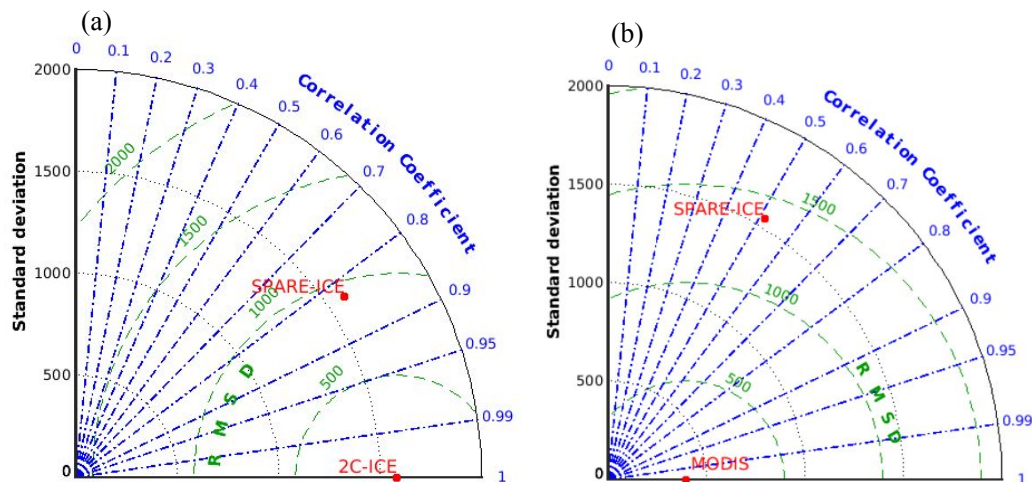 (a)
0 0.1 0.2 0.3 0.4 0.5 0.6 0.7 0.8 0.9 0.95 0.99 1
Correlation Coefficient
Standard deviation
2000
1500
1000
500
0
2000
1500
1000
500
RMSD
SPARE-ICE
2C-ICE
(b)
0 0.1 0.2 0.3 0.4 0.5 0.6 0.7 0.8 0.9 0.95 0.99 1
Correlation Coefficient
Standard deviation
2000
1500
1000
500
0
1500
1000
500
RMSD
SPARE-ICE
MODIS